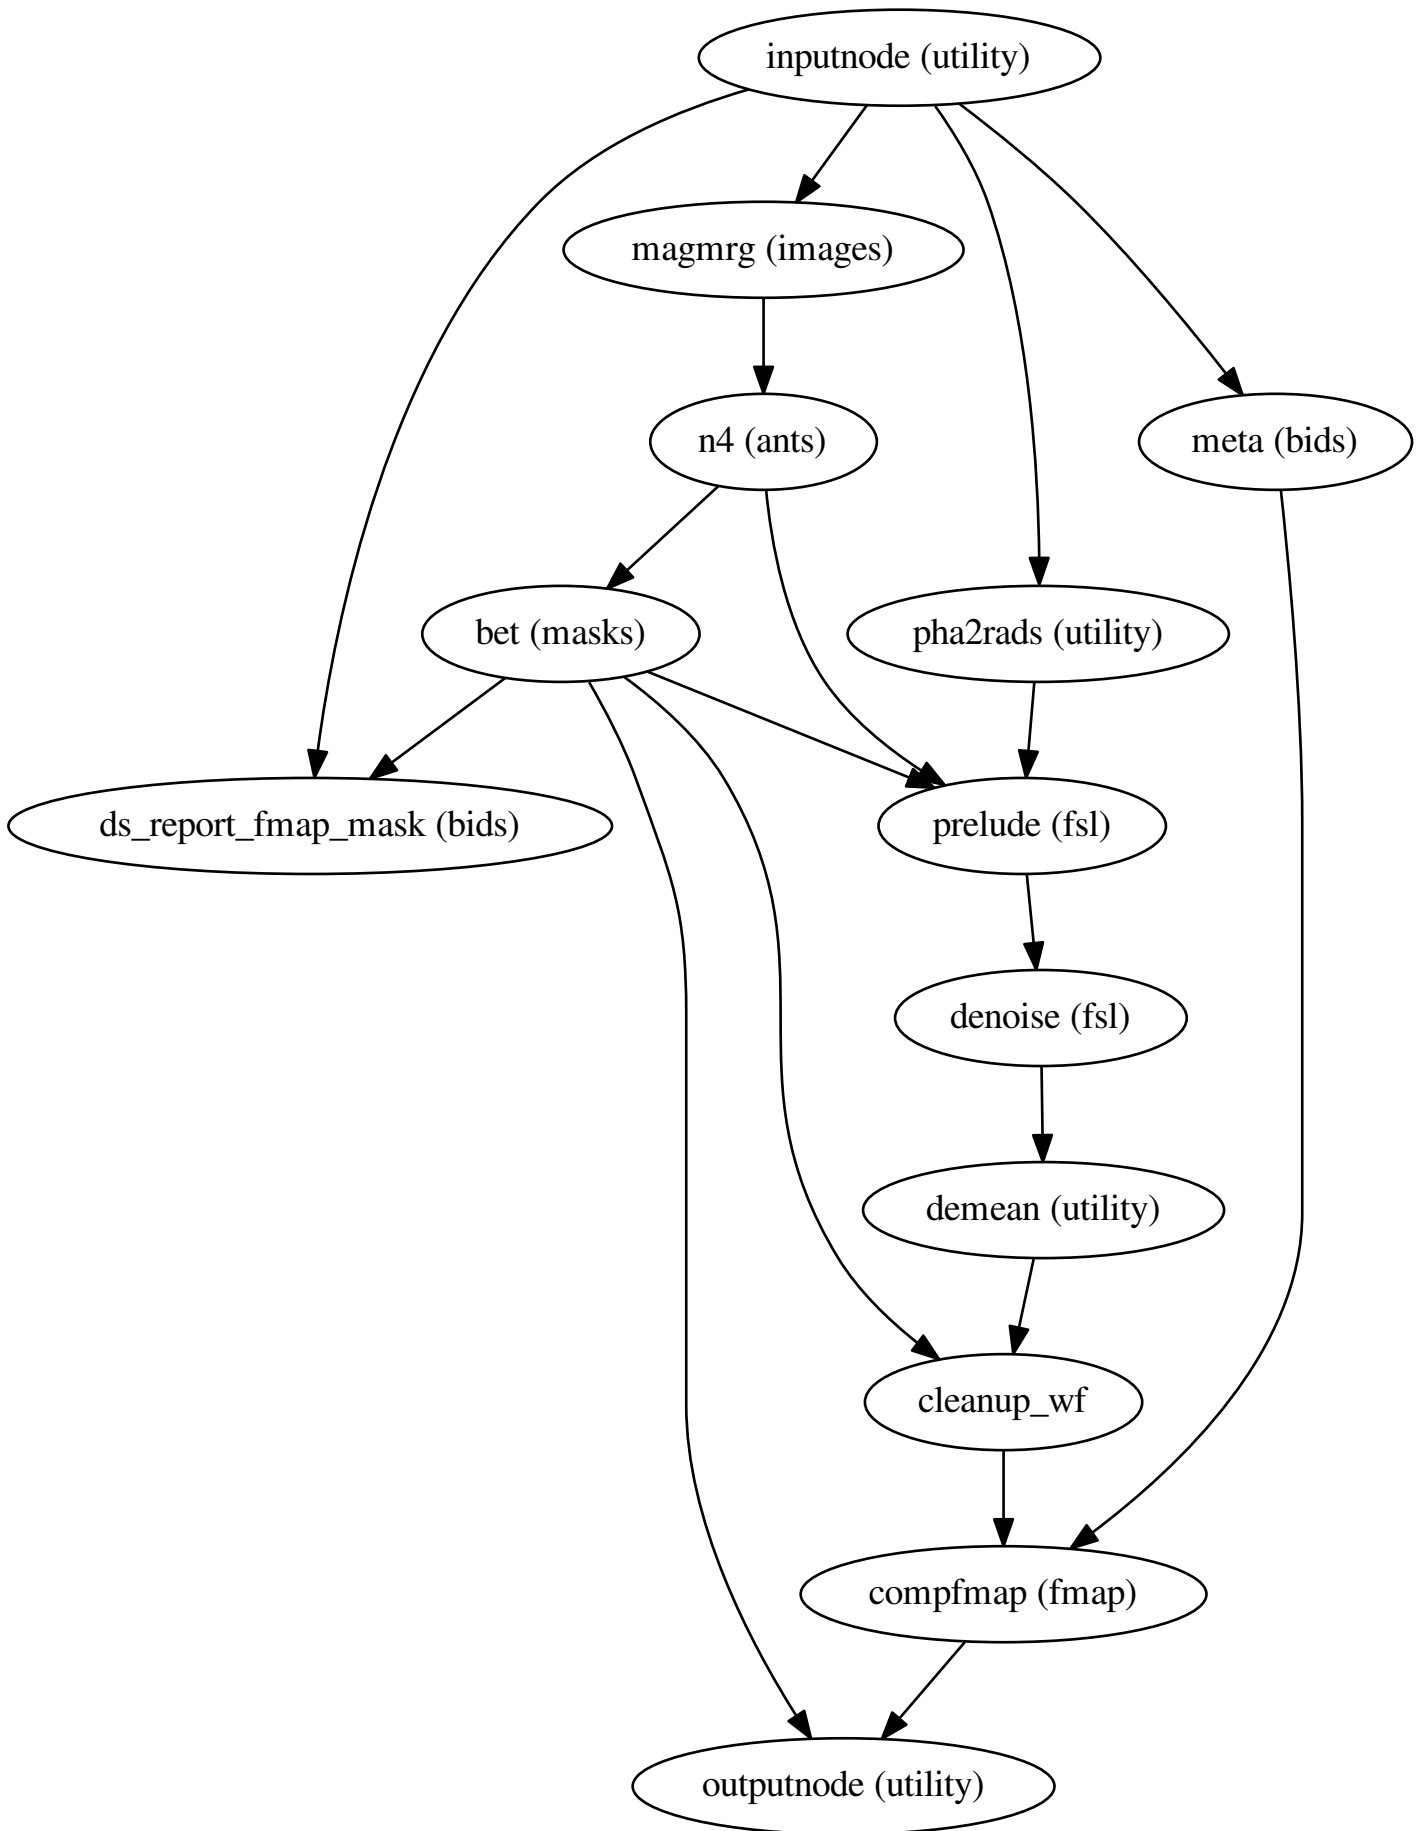 inputnode (utility)
magmrg (images)
n4 (ants)
meta (bids)
bet (masks)
pha2rads (utility)
ds_report_fmap_mask (bids)
prelude (fsl)
denoise (fsl)
demean (utility)
cleanup_wf
compfmap (fmap)
outputnode (utility)